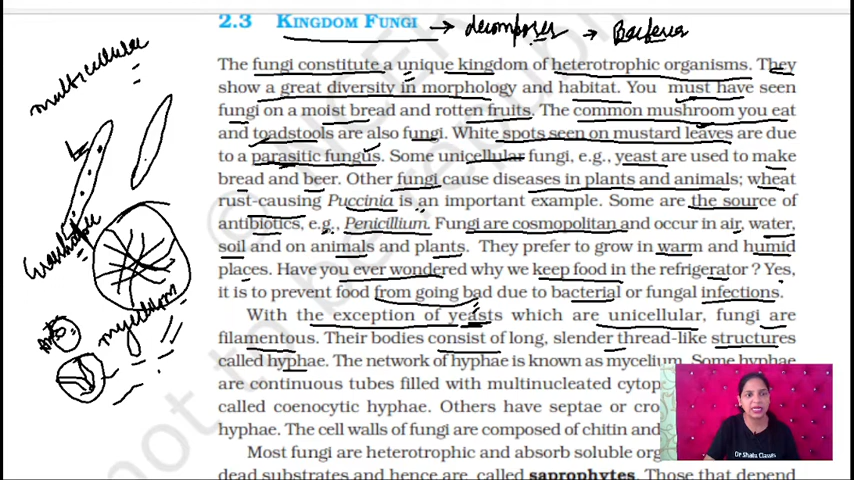 2.3 KINGDOM FUNGI → decomposers → Bacteria
The fungi constitute a unique kingdom of heterotrophic organisms. They
show a great diversity in morphology and habitat. You must have seen
fungi on a moist bread and rotten fruits. The common mushroom you eat
and toadstools are also fungi. White spots seen on mustard leaves are due
to a parasitic fungus. Some unicellular fungi, e.g., yeast are used to make
bread and beer. Other fungi cause diseases in plants and animals; wheat
rust-causing Puccinia is an important example. Some are the source of
antibiotics, e.g., Penicillium. Fungi are cosmopolitan and occur in air, water,
soil and on animals and plants. They prefer to grow in warm and humid
places. Have you ever wondered why we keep food in the refrigerator ? Yes,
it is to prevent food from going bad due to bacterial or fungal infections.
With the exception of yeasts which are unicellular, fungi are
filamentous. Their bodies consist of long, slender thread-like structures
called hyphae. The network of hyphae is known as mycelium. Some hyphae
are continuous tubes filled with multinucleated cytop
called coenocytic hyphae. Others have septae or cro
hyphae. The cell walls of fungi are composed of chitin and
Most fungi are heterotrophic and absorb soluble org
dead substrates and hence are called saprophytes. Those that depend
multicellular
mycelium
Dr Shaba Classes